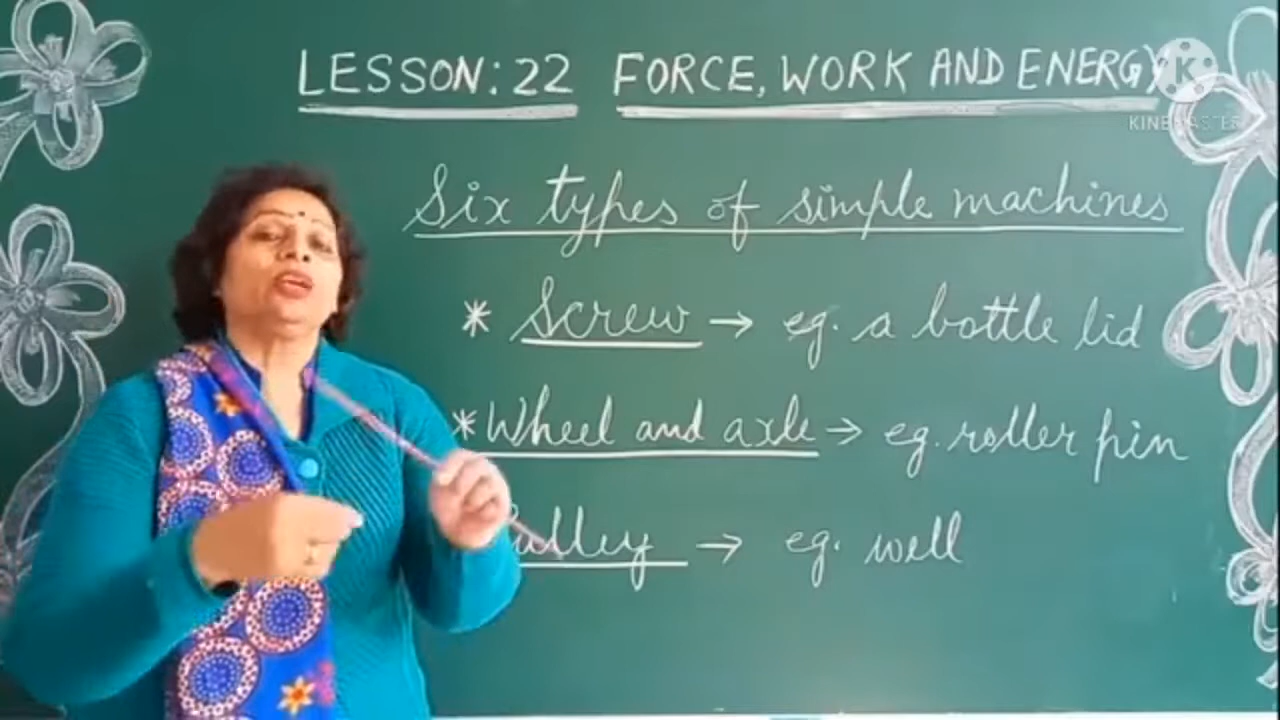 LESSON: 22 FORCE, WORK AND ENERGY
K
KINEMASTER
Six types of simple machines
* Screw → eg. a bottle lid
* Wheel and axle → eg. roller pin
Pulley → eg. well